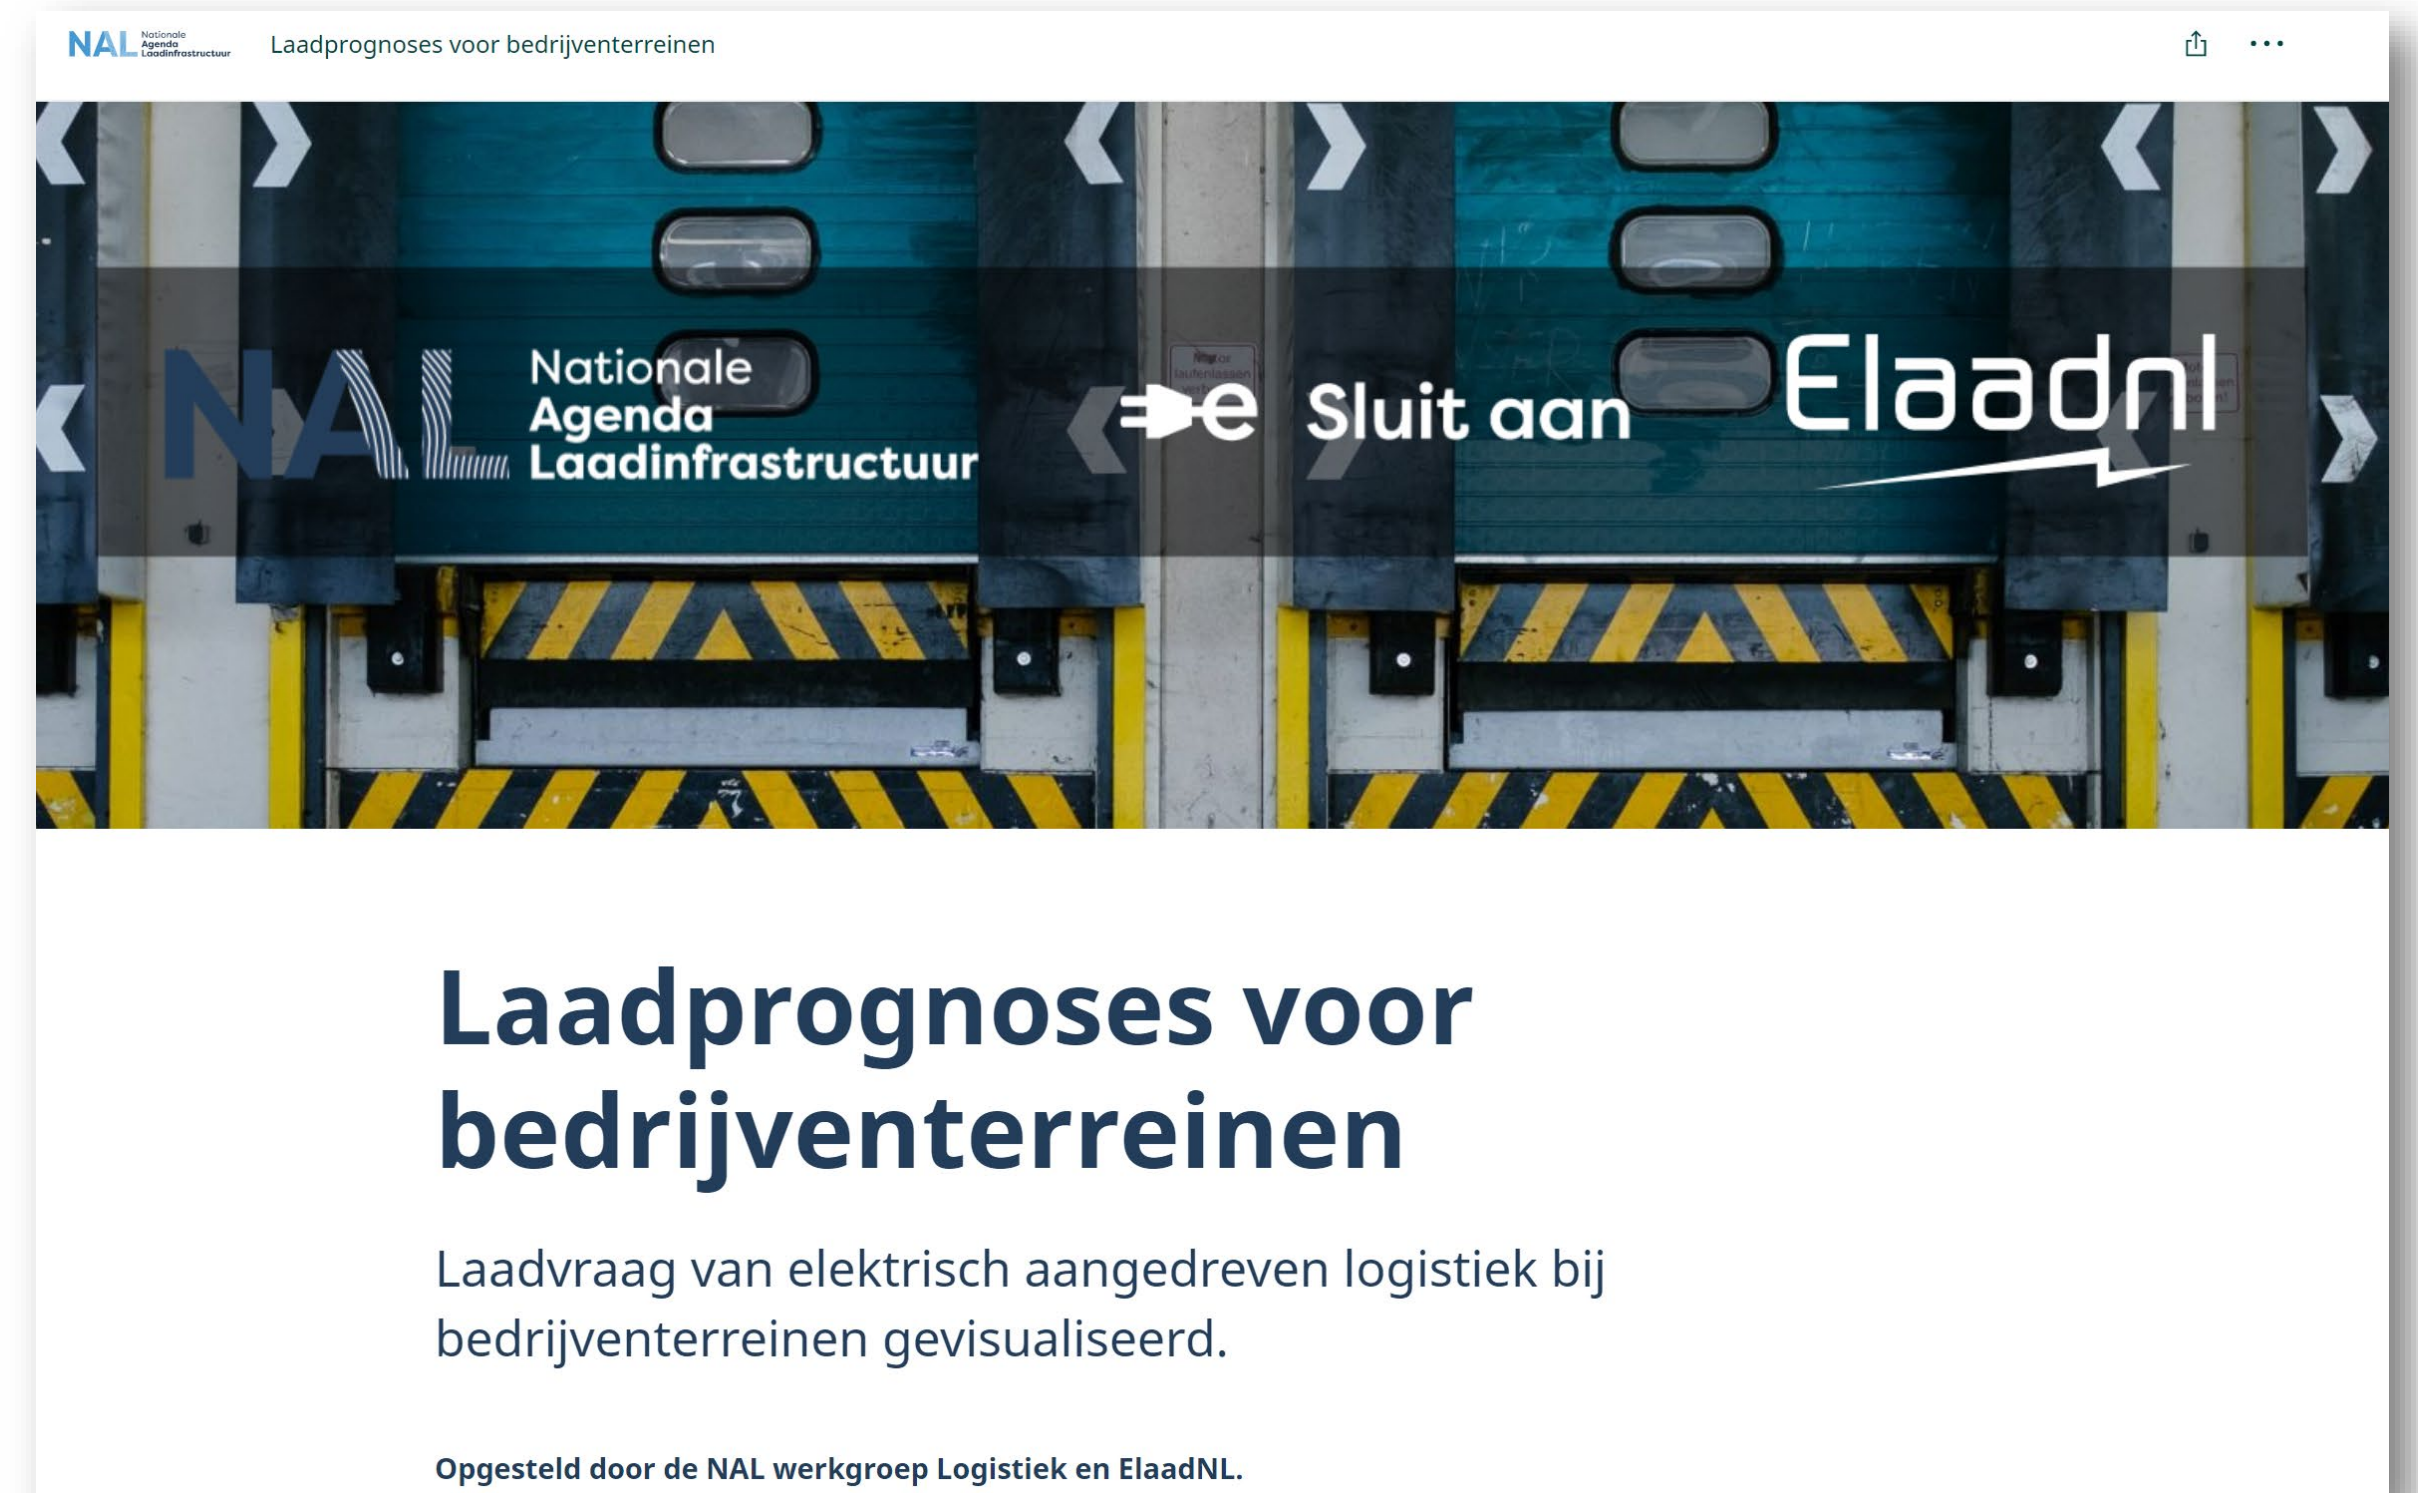 NAL Nationale
Agenda
Laadinfrastructuur
Laadprognoses voor bedrijventerreinen
NAL Nationale
Agenda
Laadinfrastructuur
e Sluit aan
Elaadnl
Laadprognoses voor
bedrijventerreinen
Laadvraag van elektrisch aangedreven logistiek bij
bedrijventerreinen gevisualiseerd.
Opgesteld door de NAL werkgroep Logistiek en ElaadNL.